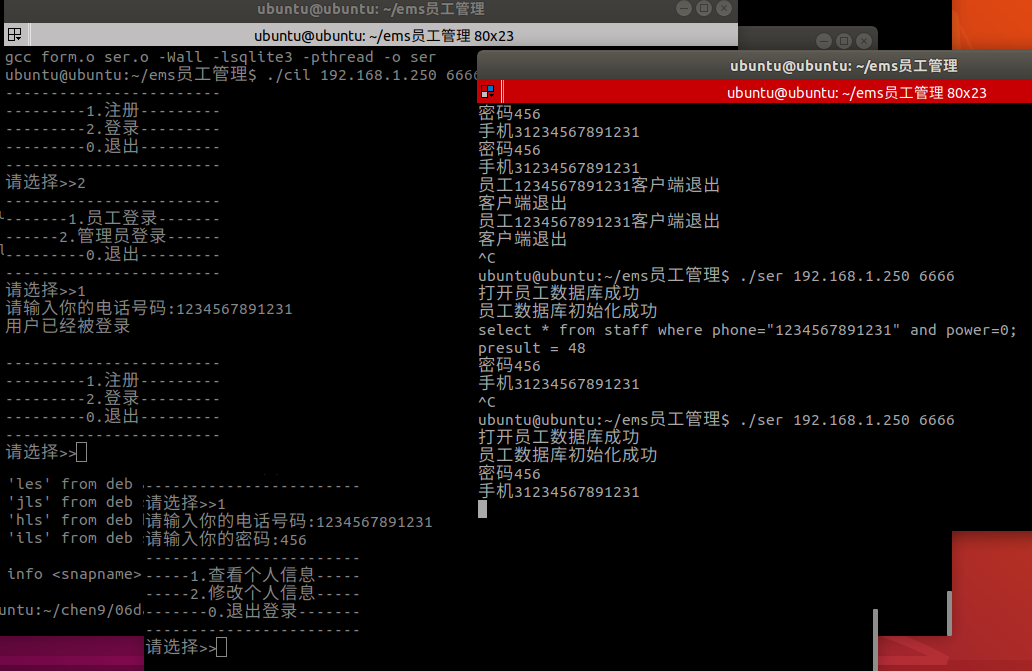 ubuntu@ubuntu: ~/ems员工管理
ubuntu@ubuntu: ~/ems员工管理 80x23
gcc form.o ser.o -Wall -lsqlite3 -pthread -o ser
ubuntu@ubuntu:~/ems员工管理$ ./cil 192.168.1.250 6666
------------------------
---------1.注册---------
---------2.登录---------
---------0.退出---------
------------------------
请选择>>2
------------------------
-------1.员工登录-------
------2.管理员登录------
---------0.退出---------
------------------------
请选择>>1
请输入你的电话号码:1234567891231
用户已经被登录
------------------------
---------1.注册---------
---------2.登录---------
---------0.退出---------
------------------------
请选择>>
'les' from deb
'jls' from deb
'hls' from deb
'ils' from deb
info <snapname>
untu:~/chen9/06d
------------------------
请选择>>1
请输入你的电话号码:1234567891231
请输入你的密码:456
------------------------
-----1.查看个人信息-----
-----2.修改个人信息-----
-------0.退出登录-------
------------------------
请选择>>
ubuntu@ubuntu: ~/ems员工管理
ubuntu@ubuntu: ~/ems员工管理 80x23
密码456
手机31234567891231
密码456
手机31234567891231
员工1234567891231客户端退出
客户端退出
员工1234567891231客户端退出
客户端退出
^C
ubuntu@ubuntu:~/ems员工管理$ ./ser 192.168.1.250 6666
打开员工数据库成功
员工数据库初始化成功
select * from staff where phone="1234567891231" and power=0;
presult = 48
密码456
手机31234567891231
^C
ubuntu@ubuntu:~/ems员工管理$ ./ser 192.168.1.250 6666
打开员工数据库成功
员工数据库初始化成功
密码456
手机31234567891231